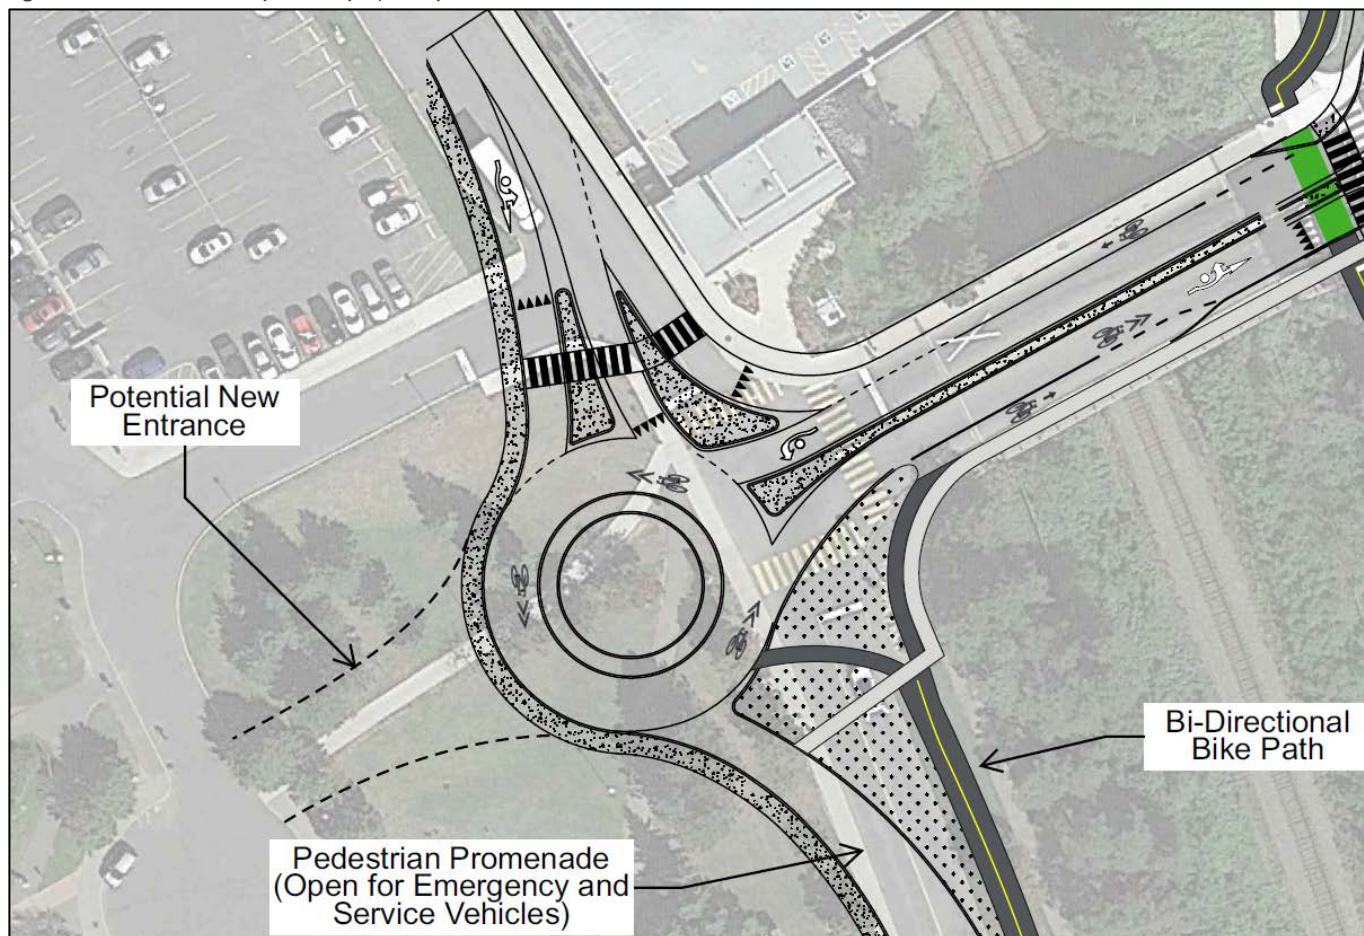 Potential New
Entrance
Bi-Directional
Bike Path
Pedestrian Promenade
(Open for Emergency and
Service Vehicles)